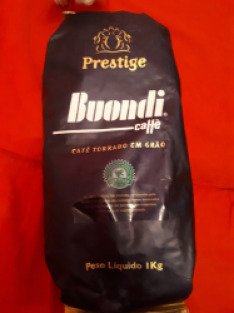 Prestige
Buondi
caffè
CAFÉ TORRADO EM GRÃO
Peso Líquido 1Kg